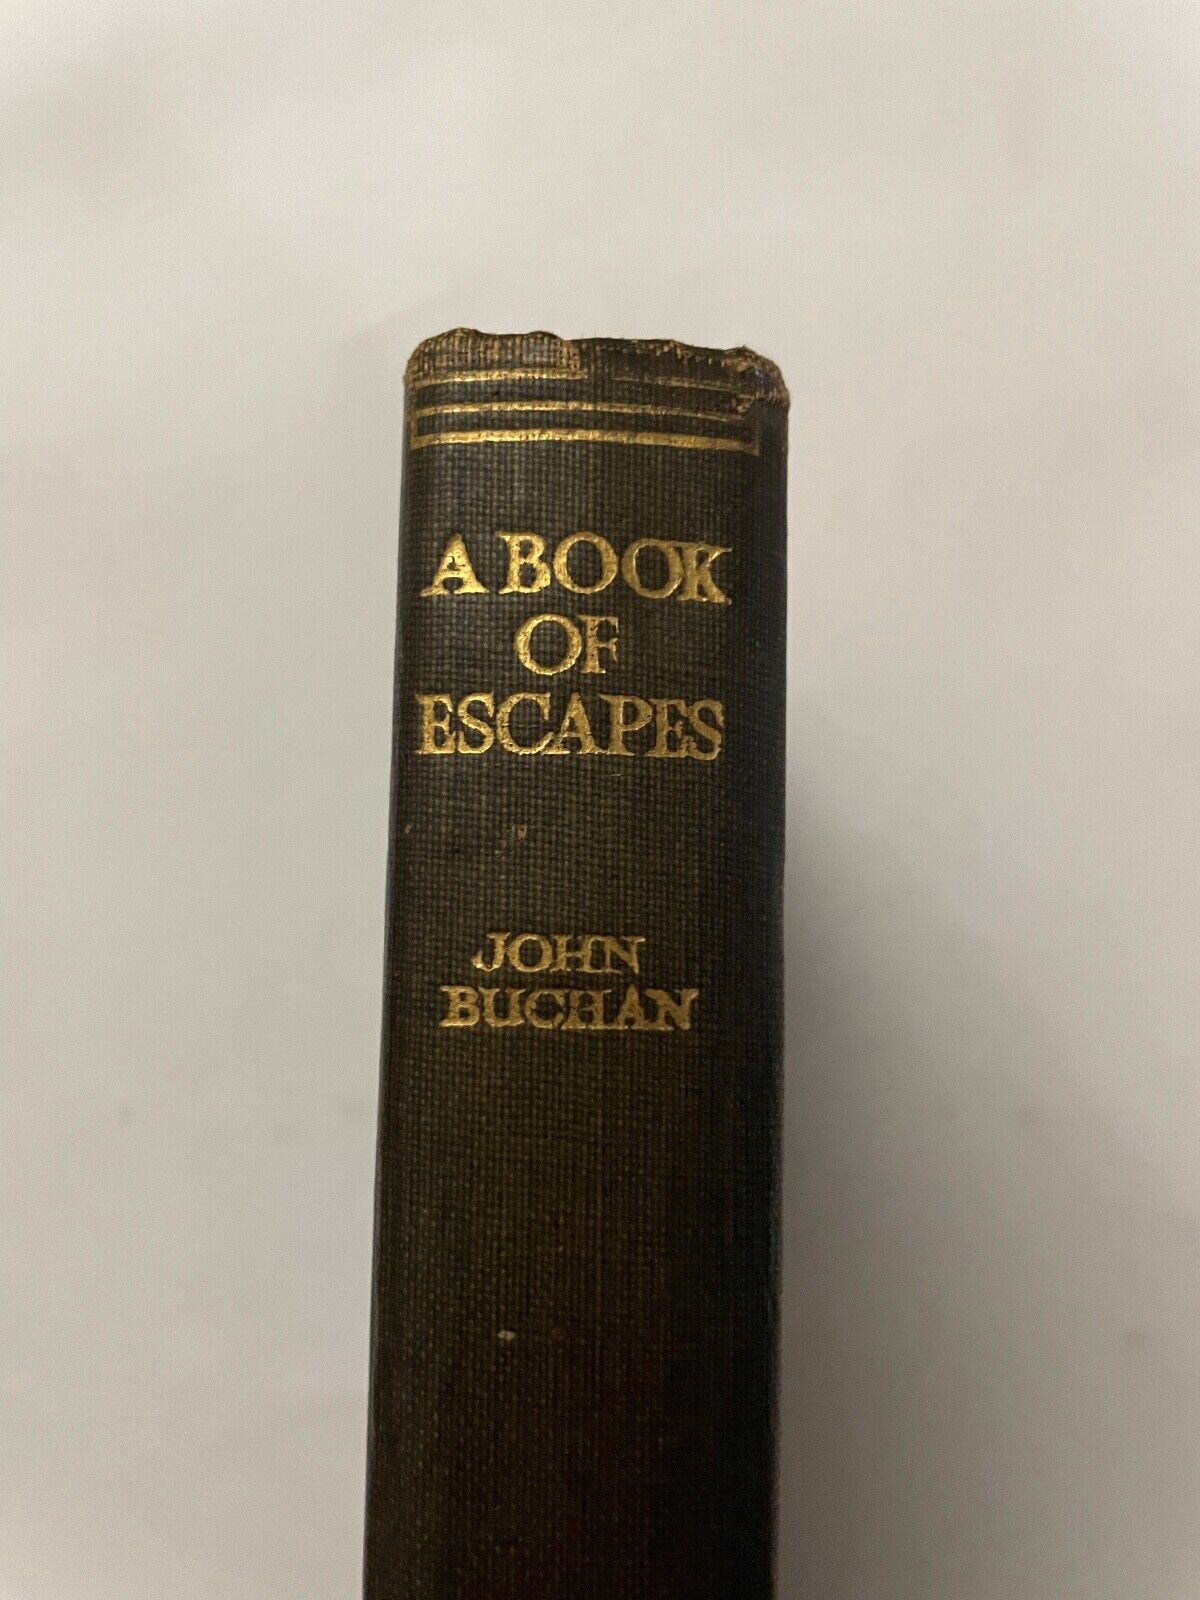 A BOOK
OF
ESCAPES
JOHN
BUCHAN